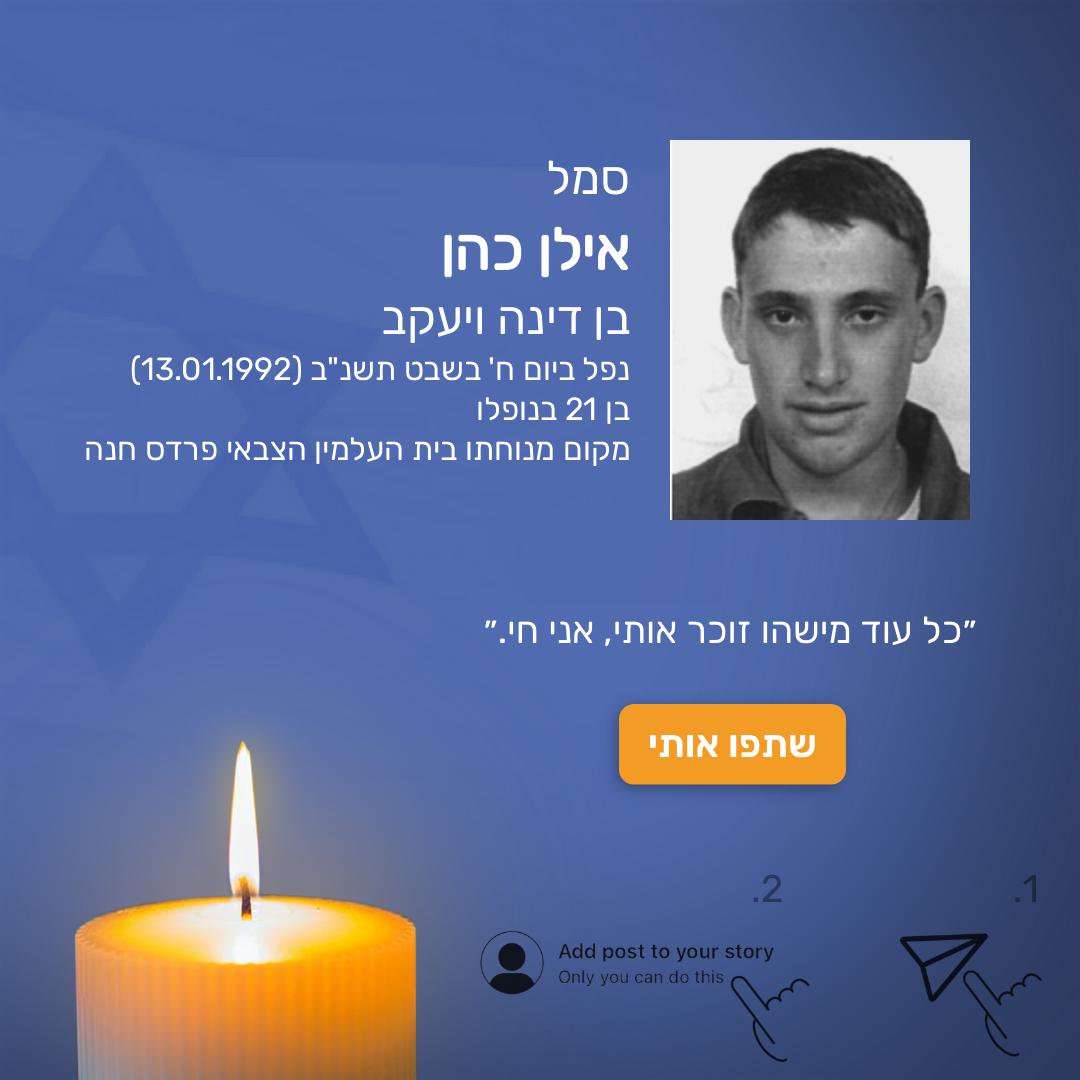 סמל
אילן כהן
בן דינה ויעקב
נפל ביום ח' בשבט תשנ"ב (13.01.1992)
בן 21 בנופלו
מקום מנוחתו בית העלמין הצבאי פרדס חנה
״כל עוד מישהו זוכר אותי, אני חי.״
שתפו אותי
1.
2.
Add post to your story
Only you can do this